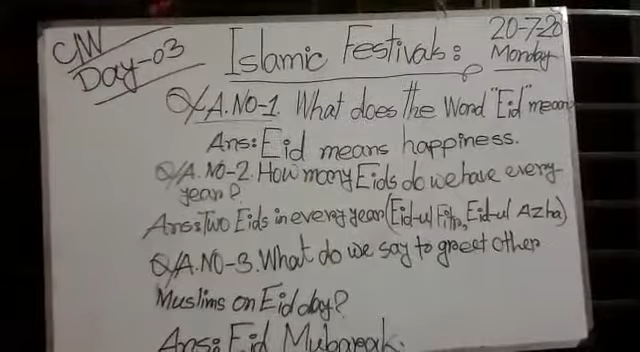 C/W
Day-03
Islamic Festivals:
20-7-20
Monday
Q/A.NO-1. What does the Word "Eid" mean
Ans: Eid means happiness.
Q/A.NO-2. How many Eids do we have every
year?
Ans: Two Eids in every year (Eid-ul Fitr, Eid-ul Azha)
Q/A.NO-3. What do we say to greet other
Muslims on Eid day?
Ans: Eid Mubarak.